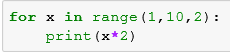 for x in range(1,10,2):
    print(x*2)